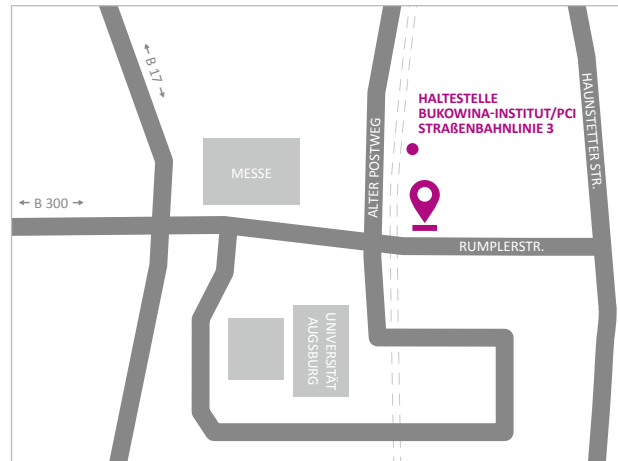 ← B 17 →
HALTESTELLE
BUKOWINA-INSTITUT/PCI
STRAßENBAHNLINIE 3
HAUNSTETTER STR.
MESSE
ALTER POSTWEG
← B 300 →
RUMPLERSTR.
UNIVERSITÄT
AUGSBURG